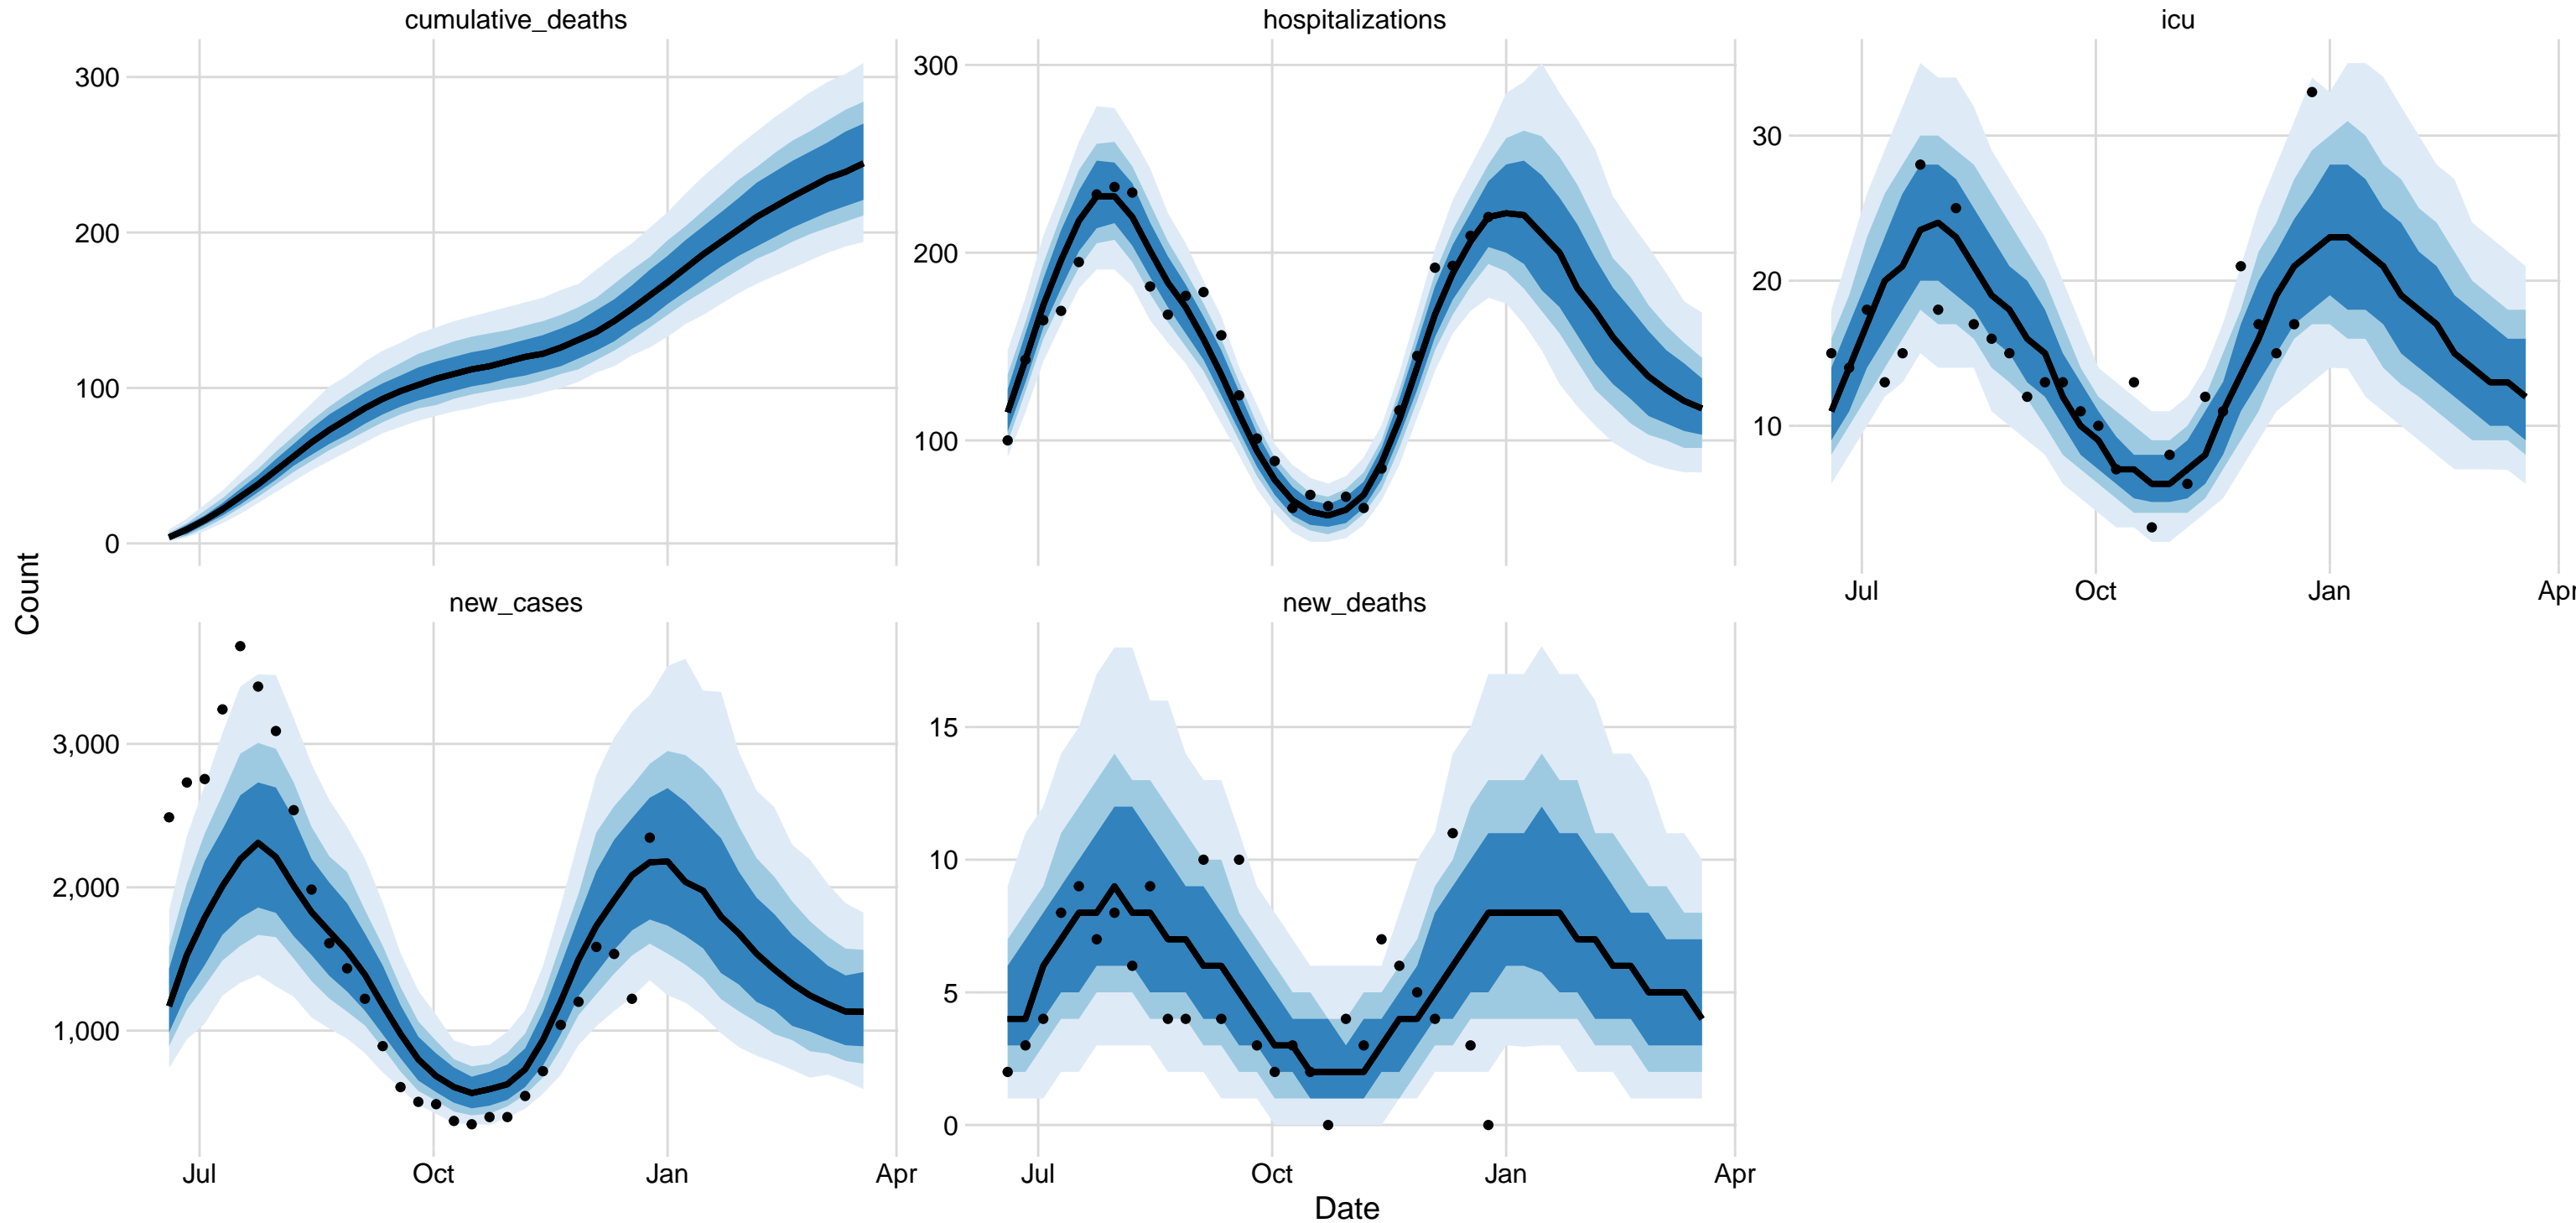 cumulative_deaths
hospitalizations
icu
300
200
100
0
300
200
100
30
20
10
Jul
Oct
Jan
Apr
Count
new_cases
new_deaths
3,000
2,000
1,000
15
10
5
0
Jul
Oct
Jan
Apr
Jul
Oct
Jan
Apr
Date